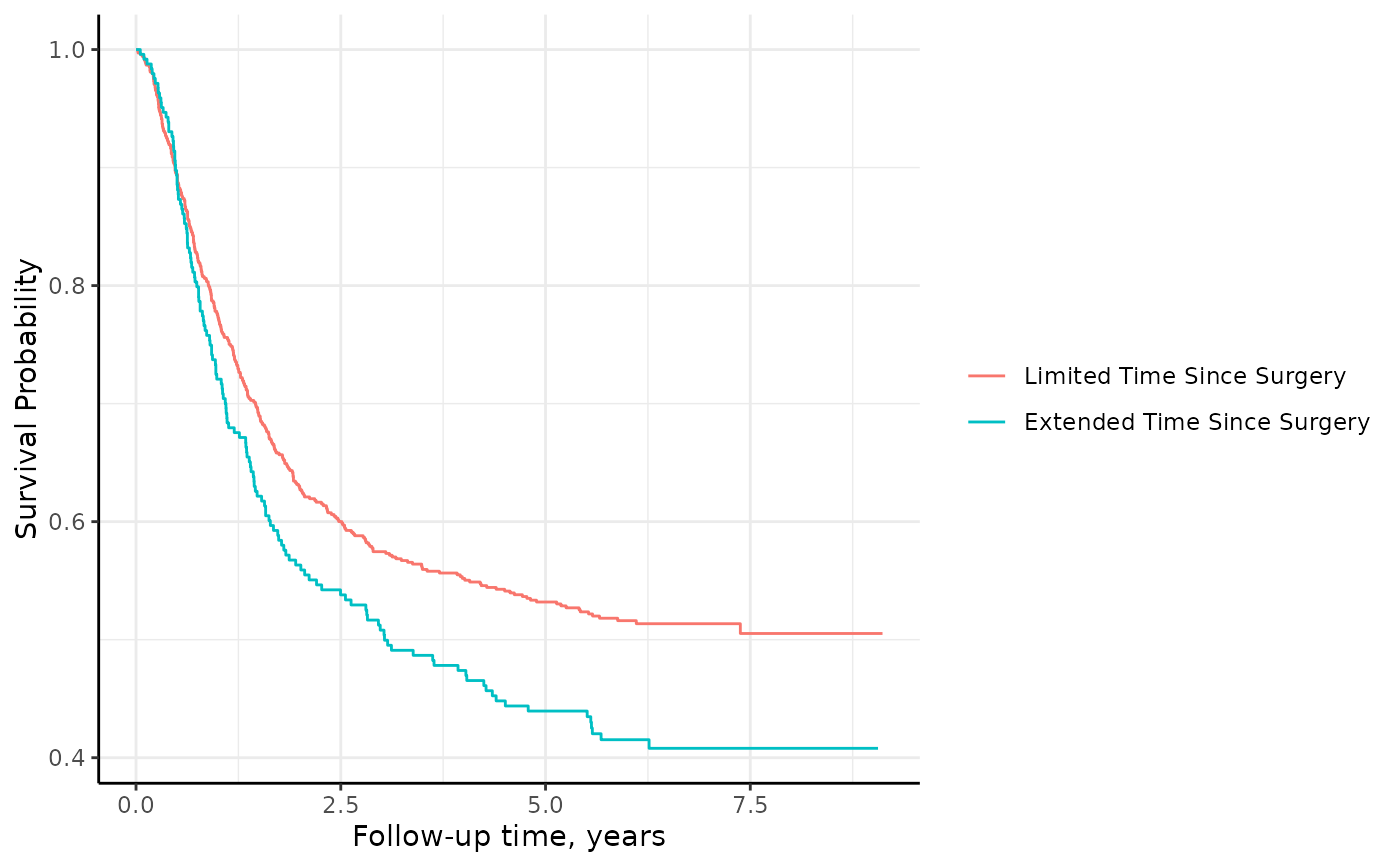 Survival Probability
1.0
0.8
0.6
0.4
0.0 2.5 5.0 7.5
Follow-up time, years
Limited Time Since Surgery
Extended Time Since Surgery